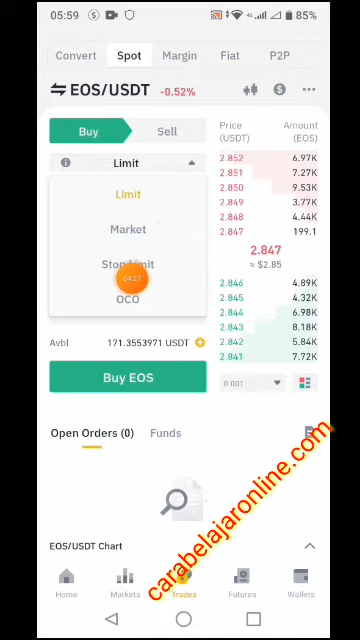 05:59
85%
Convert Spot Margin Fiat P2P
EOS/USDT -0.52%
Buy Sell
Price (USDT) Amount (EOS)
Limit
Limit
Market
Stop Limit
OCO
04:27
2.852 6.97K
2.851 7.27K
2.850 9.53K
2.849 3.77K
2.848 4.44K
2.847 199.1
2.847
≈ $2.85
2.846 4.89K
2.845 4.32K
2.844 6.98K
2.843 8.18K
2.842 5.84K
2.841 7.72K
Avbl 171.3553971 USDT
Buy EOS
0.001
Open Orders (0) Funds
carabelajaronline.com
EOS/USDT Chart
Home Markets Trades Futures Wallets